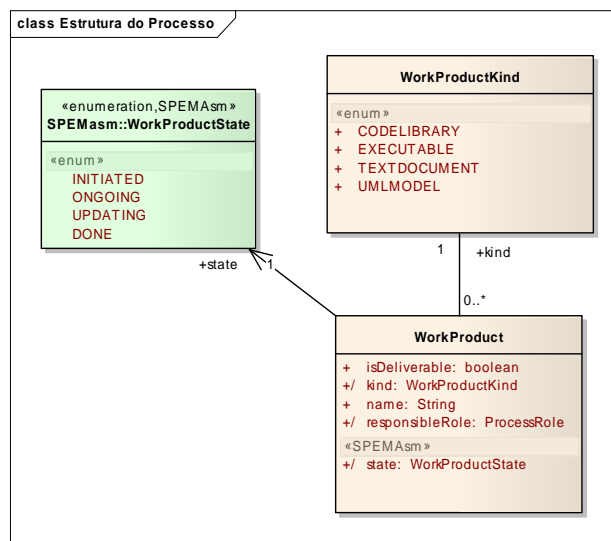 class Estrutura do Processo
«enumeration,SPEMAsm»
SPEMasm::WorkProductState
«enum»
INITIATED
ONGOING
UPDATING
DONE
WorkProductKind
«enum»
+ CODELIBRARY
+ EXECUTABLE
+ TEXTDOCUMENT
+ UMLMODEL
+state
1
1
+kind
0..*
WorkProduct
+ isDeliverable: boolean
+/ kind: WorkProductKind
+ name: String
+/ responsibleRole: ProcessRole
«SPEMAsm»
+/ state: WorkProductState